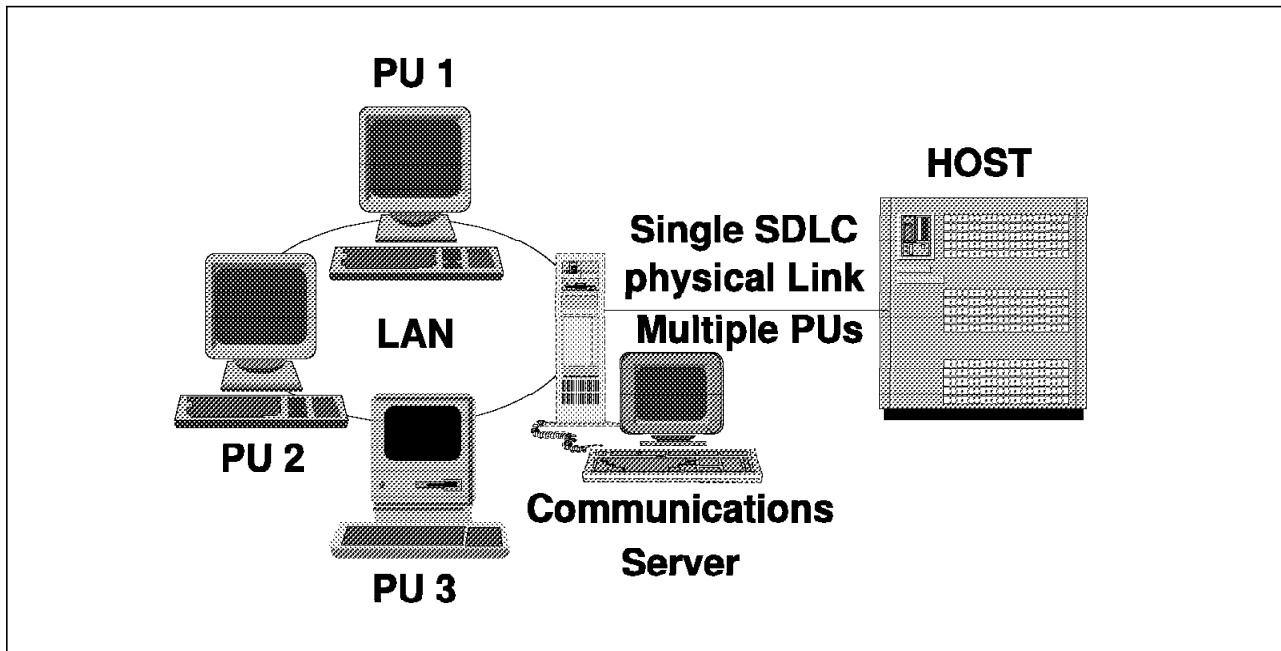 PU 1
HOST
Single SDLC
physical Link
Multiple PUs
LAN
PU 2
Communications
Server
PU 3